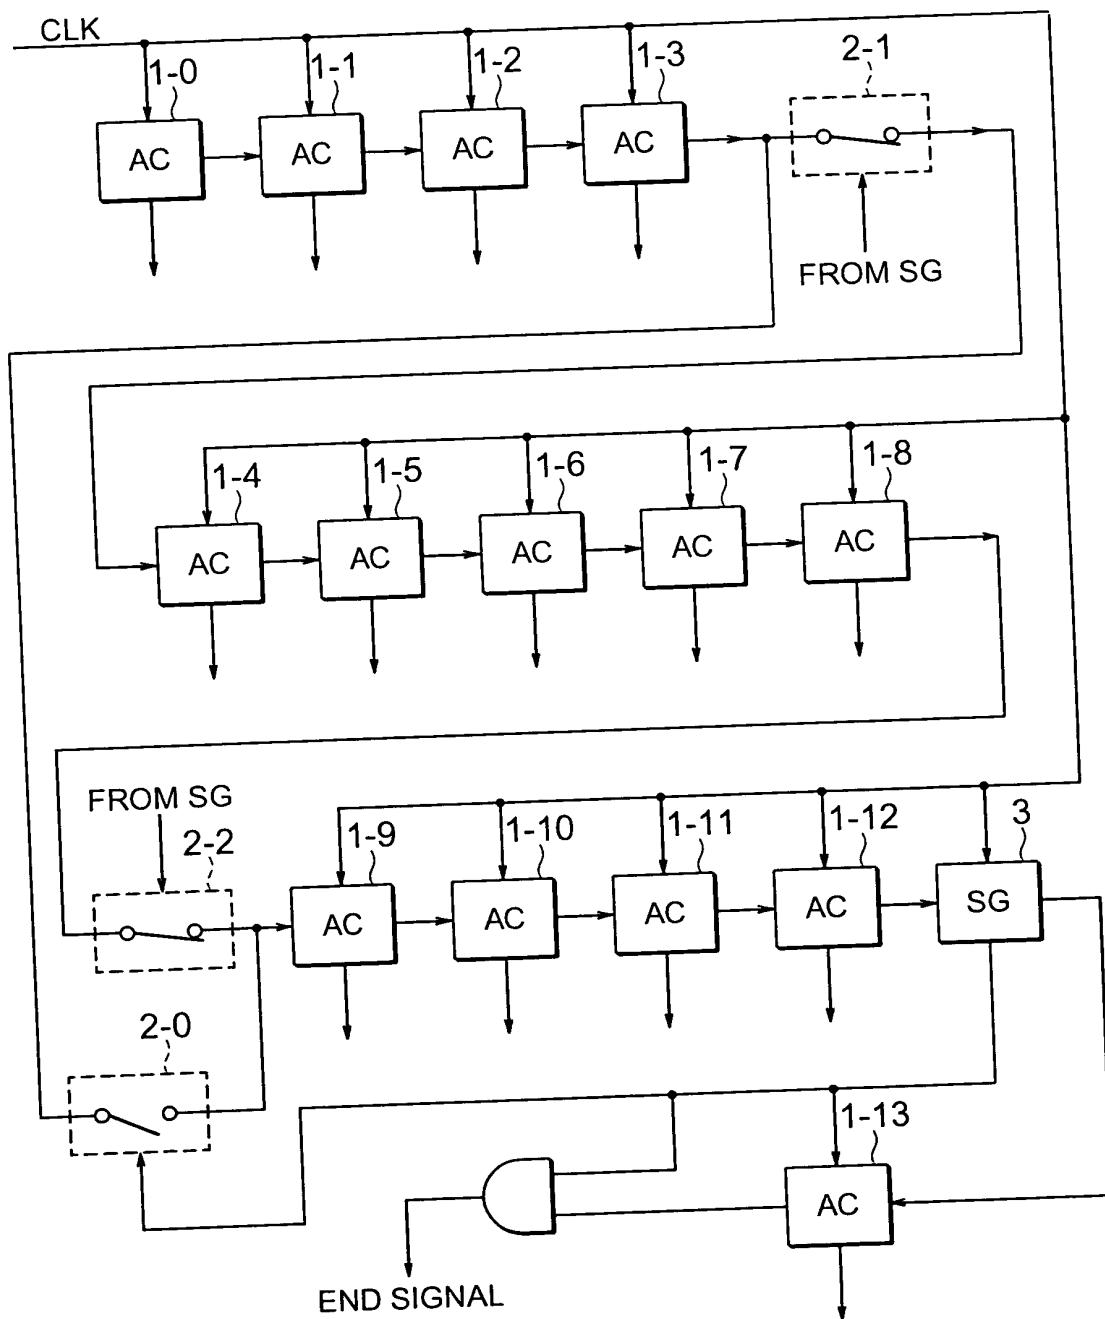 CLK
1-0
1-1
1-2
1-3
2-1
AC
AC
AC
AC
FROM SG
1-4
1-5
1-6
1-7
1-8
AC
AC
AC
AC
AC
FROM SG
2-2
1-9
1-10
1-11
1-12
3
AC
AC
AC
AC
SG
2-0
1-13
AC
END SIGNAL